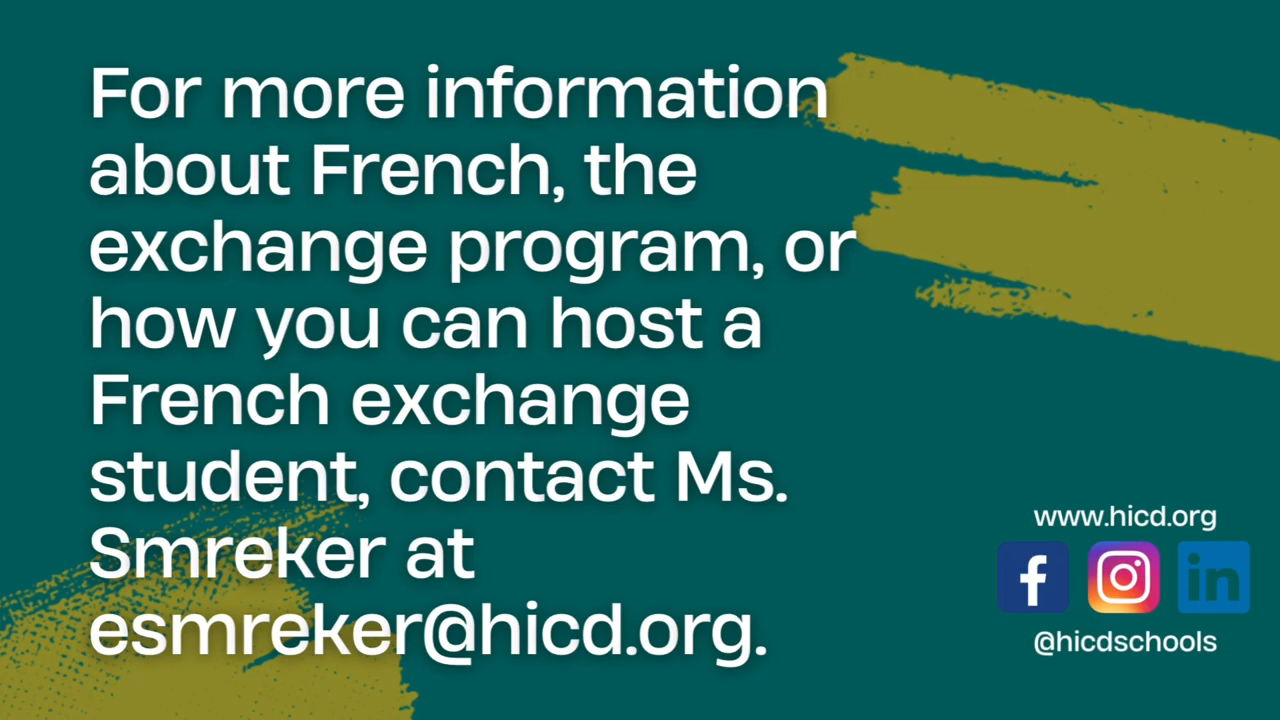 For more information
about French, the
exchange program, or
how you can host a
French exchange
student, contact Ms.
Smreker at
esmreker@hicd.org.
www.hicd.org
f
in
@hicdschools